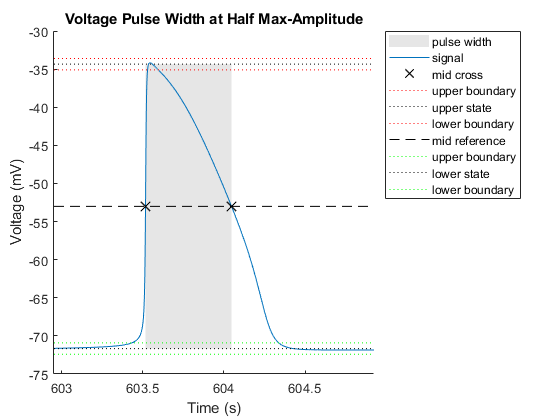 Voltage Pulse Width at Half Max-Amplitude
-30
-35
-40
-45
-50
-55
-60
-65
-70
-75
Voltage (mV)
603
603.5
604
604.5
Time (s)
pulse width
signal
mid cross
upper boundary
upper state
lower boundary
mid reference
upper boundary
lower state
lower boundary